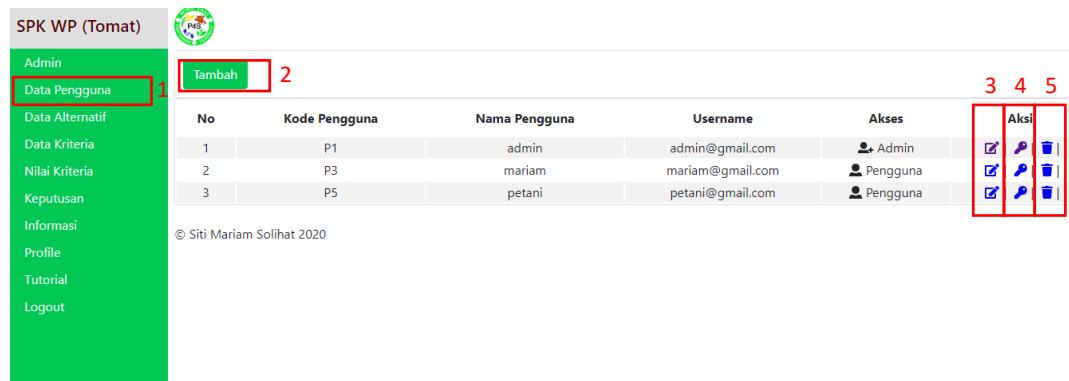 SPK WP (Tomat)
P4S
Admin
Data Pengguna 1
Data Alternatif
Data Kriteria
Nilai Kriteria
Keputusan
Informasi
Profile
Tutorial
Logout
Tambah 2
3 4 5
No Kode Pengguna Nama Pengguna Username Akses Aksi
1 P1 admin admin@gmail.com Admin
2 P3 mariam mariam@gmail.com Pengguna
3 P5 petani petani@gmail.com Pengguna
© Siti Mariam Solihat 2020